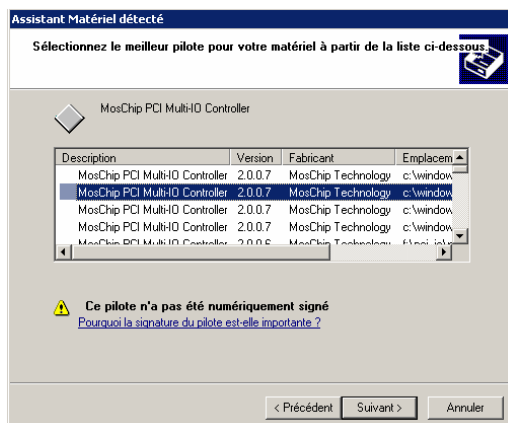 Assistant Matériel détecté
Sélectionnez le meilleur pilote pour votre matériel à partir de la liste ci-dessous.
MosChip PCI Multi-IO Controller
Description Version Fabricant Emplacem
MosChip PCI Multi-IO Controller 2.0.0.7 MosChip Technology c:\window
MosChip PCI Multi-IO Controller 2.0.0.7 MosChip Technology c:\window
MosChip PCI Multi-IO Controller 2.0.0.7 MosChip Technology c:\window
MosChip PCI Multi-IO Controller 2.0.0.6 MosChip Technology
Ce pilote n'a pas été numériquement signé
Pourquoi la signature du pilote est-elle importante ?
< Précédent Suivant > Annuler